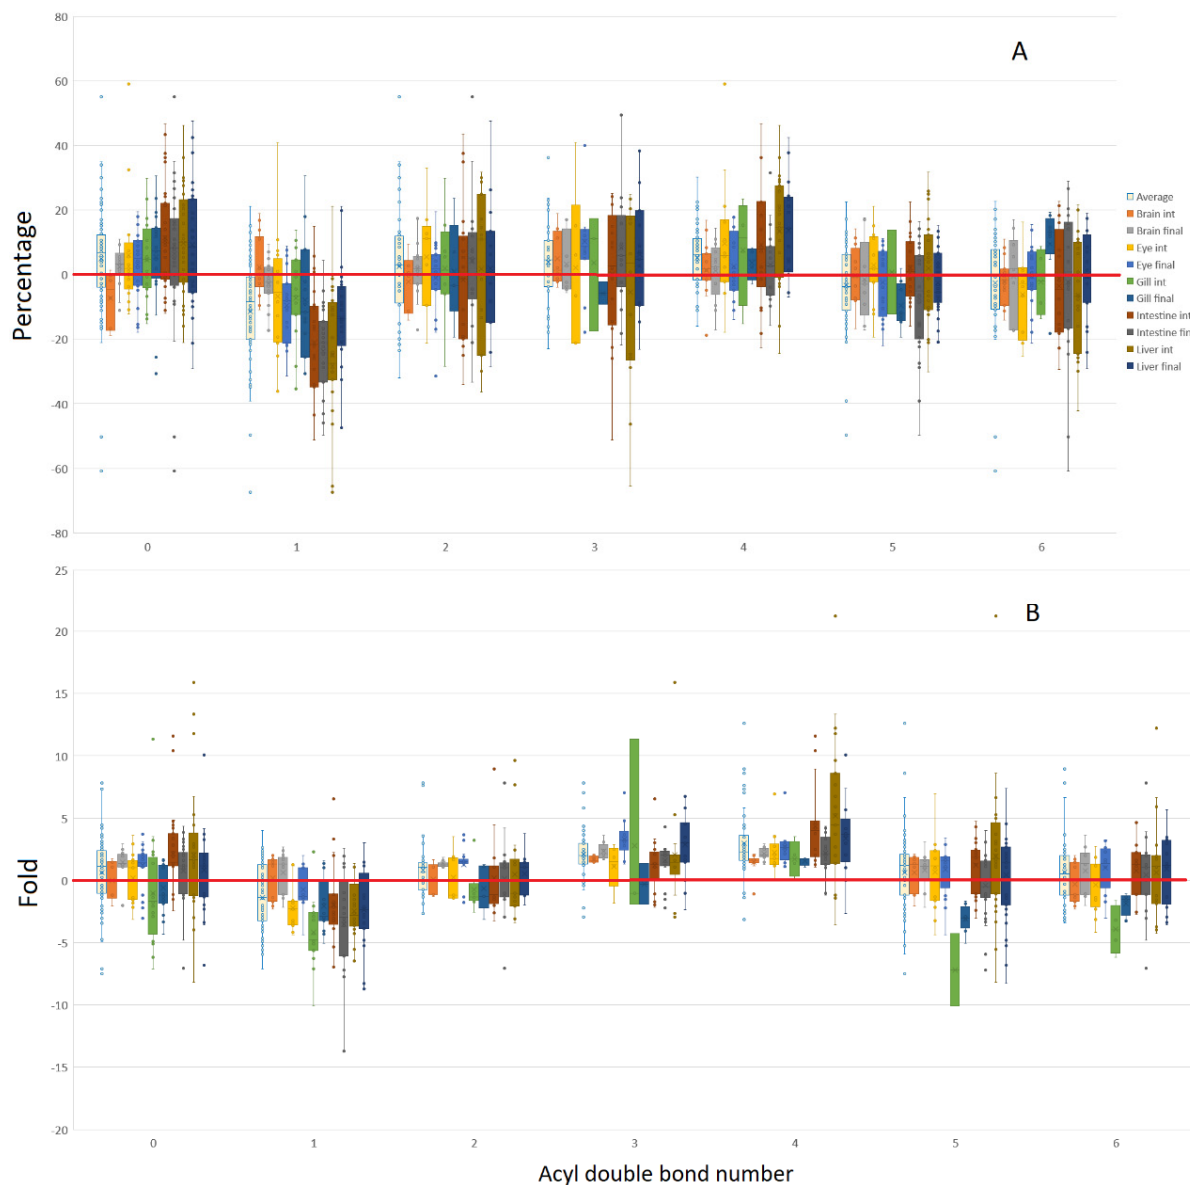 A
Percentage
80
60
40
20
0
-20
-40
-60
-80
0 1 2 3 4 5 6
Average
Brain int
Brain final
Eye int
Eye final
Gill int
Gill final
Intestine int
Intestine fin
Liver int
Liver final
B
Fold
25
20
15
10
5
0
-5
-10
-15
-20
0 1 2 3 4 5 6
Acyl double bond number